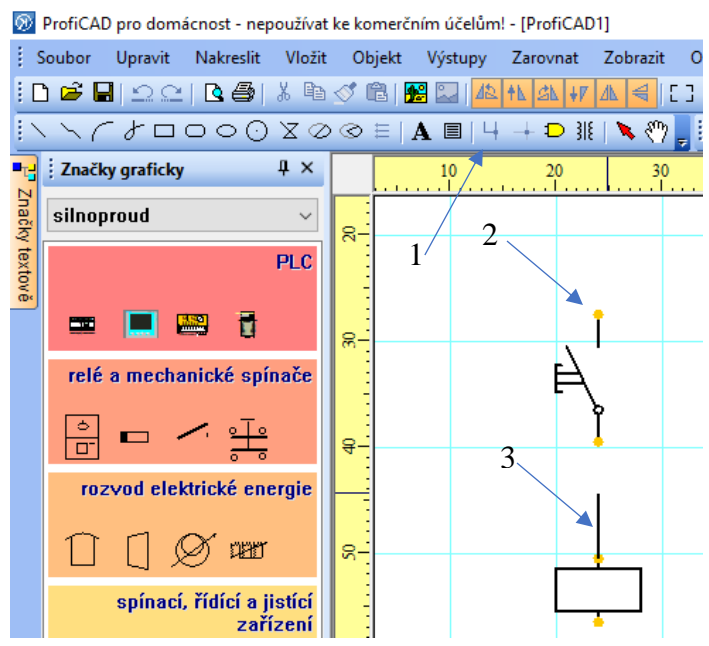 ProfiCAD pro domácnost - nepoužívat ke komerčním účelům! - [ProfiCAD1]
Soubor Upravit Nakreslit Vložit Objekt Výstupy Zarovnat Zobrazit O
A
Značky graficky
Značky textově
silnoproud
PLC
relé a mechanické spínače
rozvod elektrické energie
spínací, řídící a jistící
zařízení
10 20 30
20
30
40
50
1
2
3